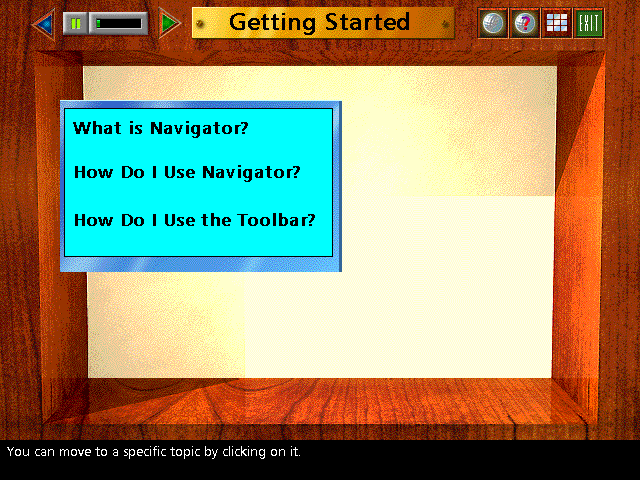 Getting Started
EXIT
What is Navigator?
How Do I Use Navigator?
How Do I Use the Toolbar?
You can move to a specific topic by clicking on it.